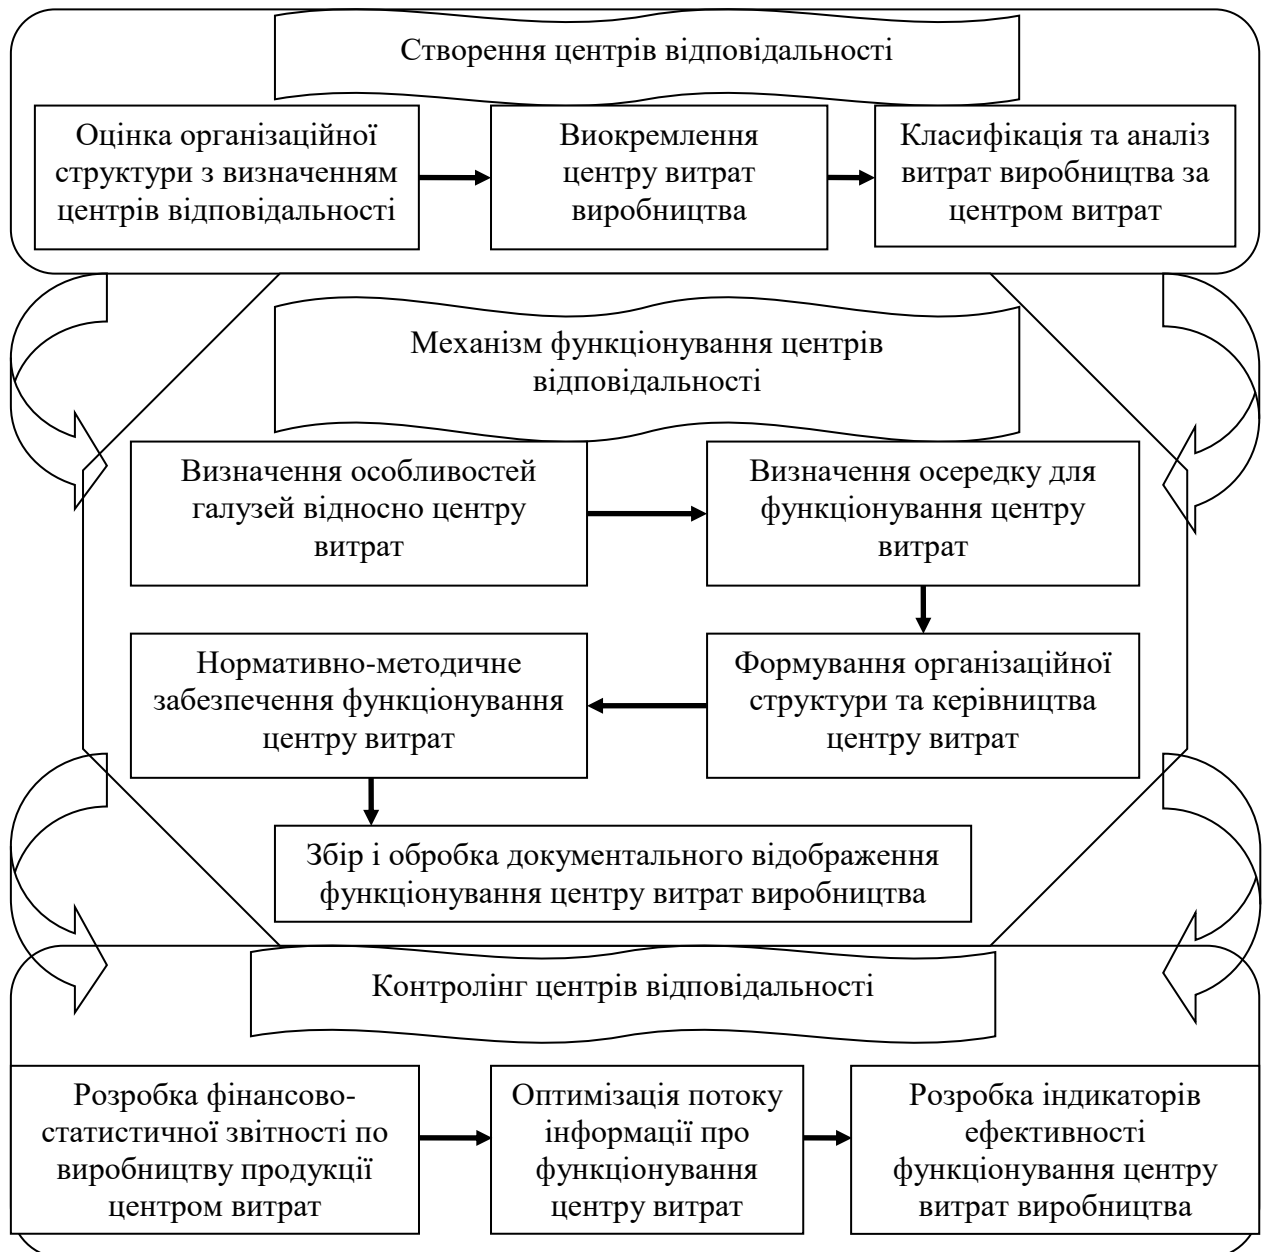 Створення центрів відповідальності
Оцінка організаційної
структури з визначенням
центрів відповідальності
Виокремлення
центру витрат
виробництва
Класифікація та аналіз
витрат виробництва за
центром витрат
Механізм функціонування центрів
відповідальності
Визначення особливостей
галузей відносно центру
витрат
Визначення осередку для
функціонування центру
витрат
Нормативно-методичне
забезпечення функціонування
центру витрат
Формування організаційної
структури та керівництва
центру витрат
Збір і обробка документального відображення
функціонування центру витрат виробництва
Контролінг центрів відповідальності
Розробка фінансово-
статистичної звітності по
виробництву продукції
центром витрат
Оптимізація потоку
інформації про
функціонування
центру витрат
Розробка індикаторів
ефективності
функціонування центру
витрат виробництва